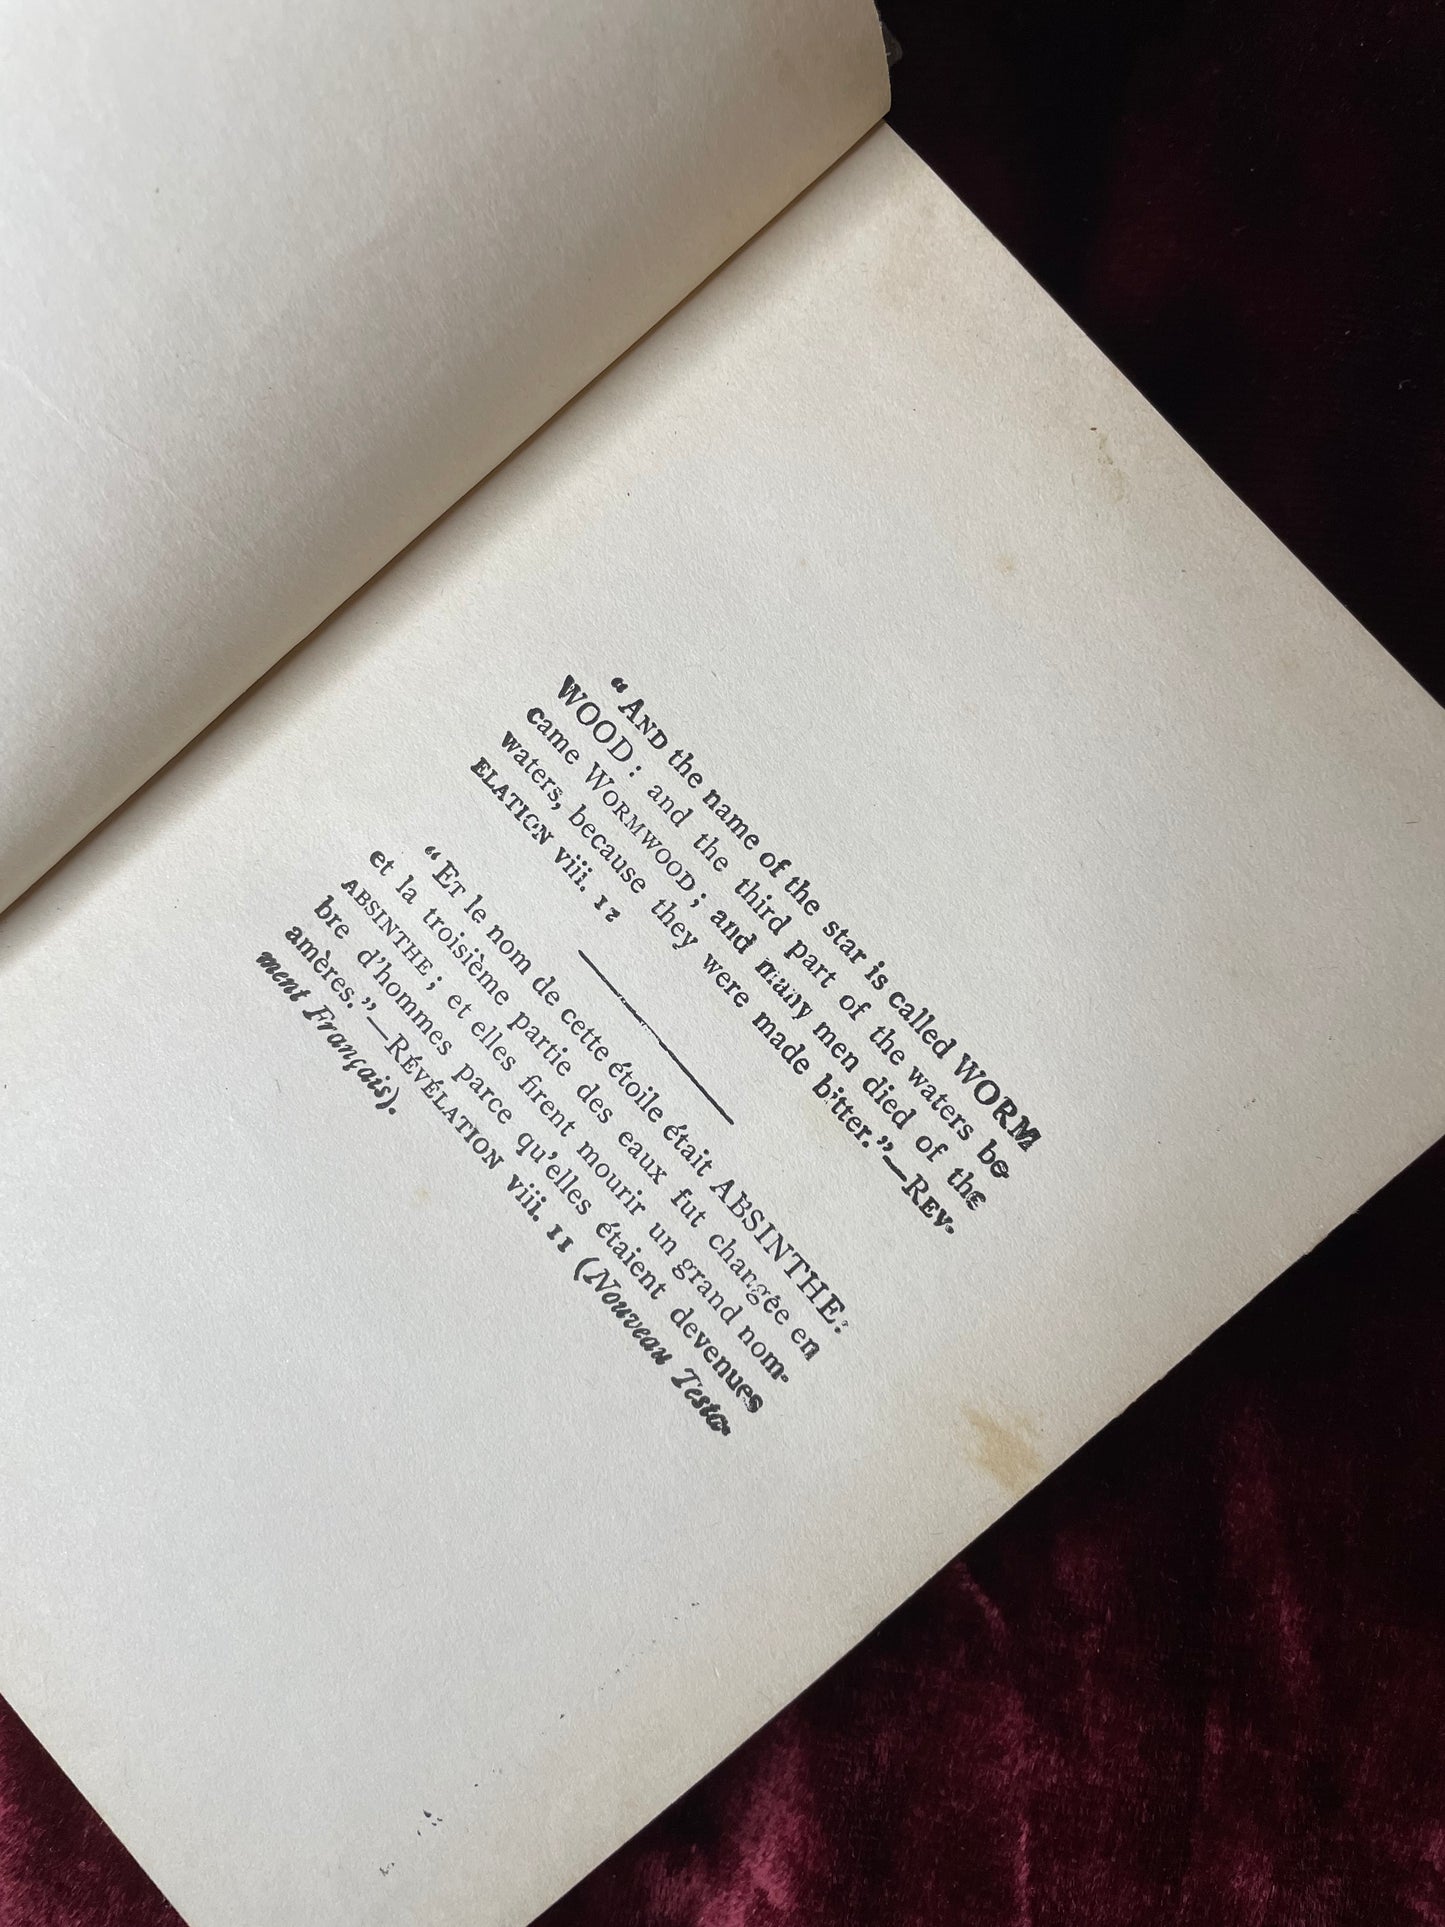 “AND the name of the star is called WORM
WOOD: and the third part of the waters be-
came WORMWOOD; and many men died of the
waters, because they were made bitter.”—REV-
ELATION viii. 12
“ET le nom de cette étoile était ABSINTHE:
et la troisième partie des eaux fut changée en
ABSINTHE; et elles firent mourir un grand nom-
bre d’hommes parce qu’elles étaient devenues
amères.”—RÉVÉLATION viii. 11 (Nouveau Testa-
ment Français).